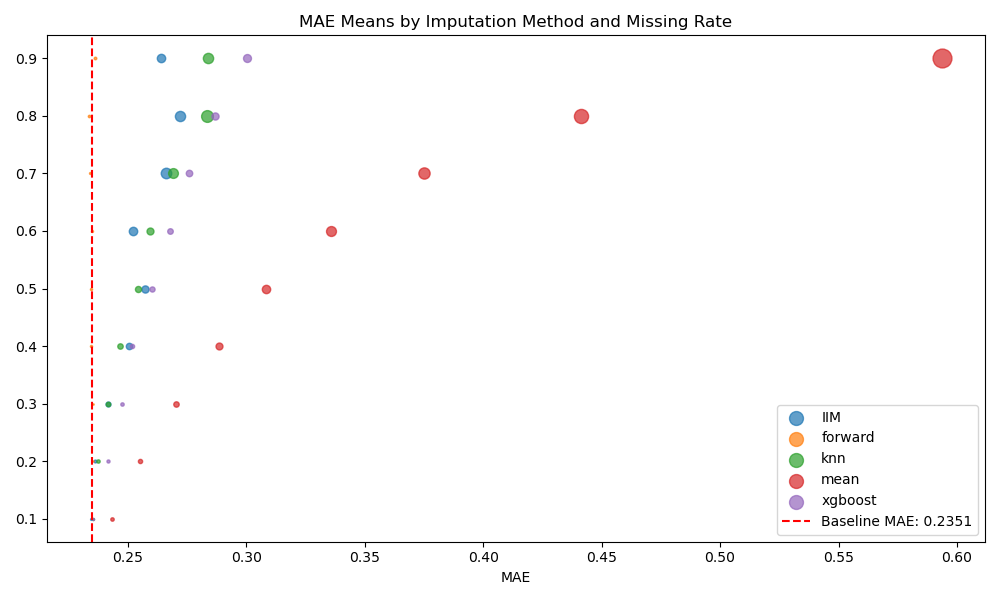 MAE Means by Imputation Method and Missing Rate
0.9
0.8
0.7
0.6
0.5
0.4
0.3
0.2
0.1
IIM
forward
knn
mean
xgboost
Baseline MAE: 0.2351
0.25 0.30 0.35 0.40 0.45 0.50 0.55 0.60
MAE